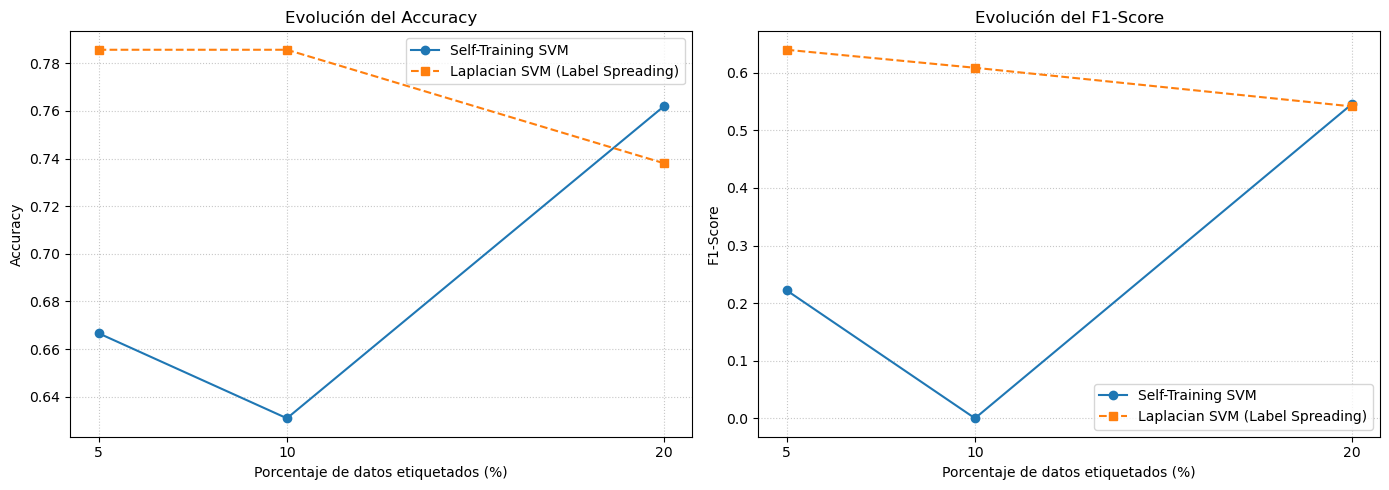 Evolución del Accuracy
Accuracy
0.78
0.76
0.74
0.72
0.70
0.68
0.66
0.64
5
10
20
Porcentaje de datos etiquetados (%)
Self-Training SVM
Laplacian SVM (Label Spreading)
Evolución del F1-Score
F1-Score
0.6
0.5
0.4
0.3
0.2
0.1
0.0
5
10
20
Porcentaje de datos etiquetados (%)
Self-Training SVM
Laplacian SVM (Label Spreading)